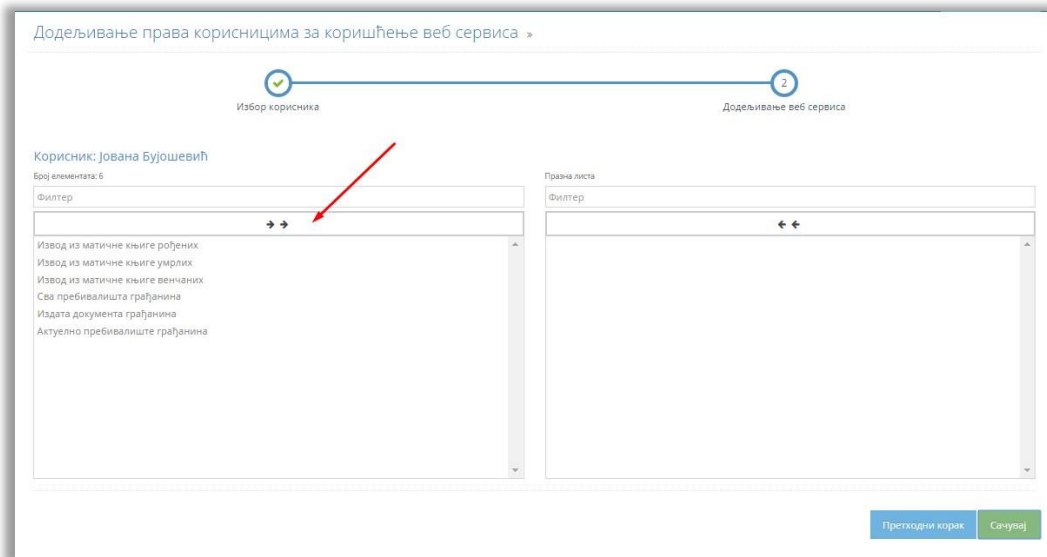 Додељивање права корисницима за коришћење веб сервиса »
2
Избор корисника
Додељивање веб сервиса
Корисник: Јована Бујошевић
Број елементата: 6
Празна листа
Филтер
Филтер
Извод из матичне књиге рођених
Извод из матичне књиге умрлих
Извод из матичне књиге венчаних
Сва пребивалишта грађанина
Издата документа грађанина
Актуелно пребивалиште грађанина
Претходни корак
Сачувај